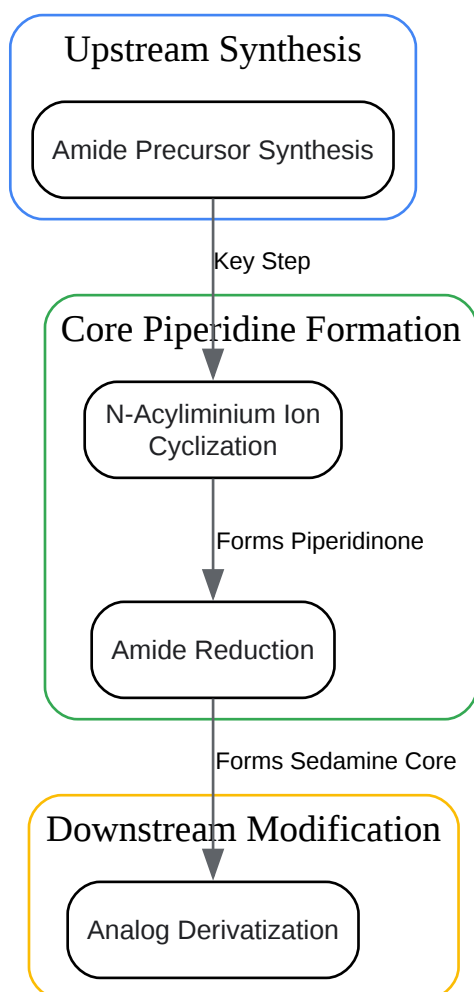 Upstream Synthesis
Amide Precursor Synthesis
Key Step
Core Piperidine Formation
N-Acyliminium Ion
Cyclization
Forms Piperidinone
Amide Reduction
Forms Sedamine Core
Downstream Modification
Analog Derivatization